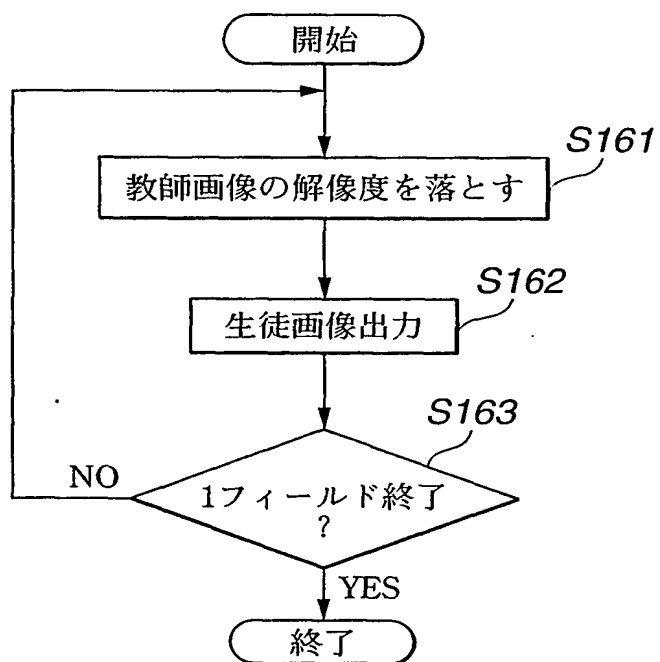 開始
S161
教師画像の解像度を落とす
S162
生徒画像出力
S163
NO
1フィールド終了
?
YES
終了